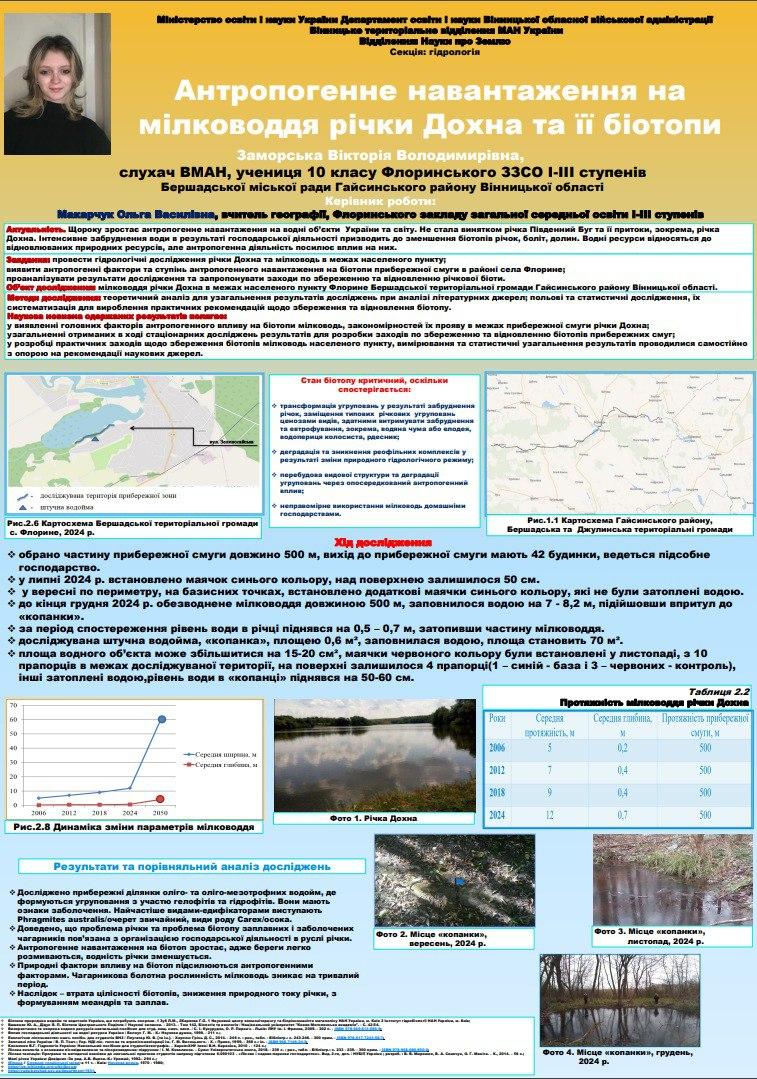 Міністерство освіти і науки України Департамент освіти і науки Вінницької обласної військової адміністрації
Вінницьке територіальне відділення МАН України
Відділення: Науки про Землю
Секція: гідрологія
Антропогенне навантаження на
мілководдя річки Дохна та її біотопи
Заморська Вікторія Володимирівна,
слухач ВМАН, учениця 10 класу Флоринського ЗЗСО І-ІІІ ступенів
Бершадської міської ради Гайсинського району Вінницької області
Керівник роботи:
Макарчук Ольга Василівна, вчитель географії, Флоринського закладу загальної середньої освіти І-ІІІ ступенів
Актуальність. Щороку зростає антропогенне навантаження на водні об'єкти України та світу. Не стала винятком річка Південний Буг та її притоки, зокрема, річка
Дохна. Інтенсивне забруднення води в результаті господарської діяльності призводить до зменшення біотопів річок, боліт, долин. Водні ресурси відносяться до
відновлюваних природних ресурсів, але антропогенна діяльність посилює вплив на них.
Завдання: провести гідрологічні дослідження річки Дохна та мілководь в межах населеного пункту;
виявити антропогенні фактори та ступінь антропогенного навантаження на біотопи прибережної смуги в районі села Флорине;
проаналізувати результати дослідження та запропонувати заходи по збереженню та відновленню річкової біоти.
Об'єкт дослідження: мілководдя річки Дохна в межах населеного пункту Флорине Бершадської територіальної громади Гайсинського району Вінницької області.
Методи дослідження: теоретичний аналіз для узагальнення результатів досліджень при аналізі літературних джерел; польові та статистичні дослідження, їх
систематизація для вироблення практичних рекомендацій щодо збереження та відновлення біотопу.
Наукова новизна одержаних результатів полягає:
у виявленні головних факторів антропогенного впливу на біотопи мілководь, закономірностей їх прояву в межах прибережної смуги річки Дохна;
узагальненні отриманих в ході стаціонарних досліджень результатів для розробки заходів по збереженню та відновленню біотопів прибережних смуг;
у розробці практичних заходів щодо збереження біотопів мілководь населеного пункту, вимірювання та статистичні узагальнення результатів проводилися самостійно
з опорою на рекомендації наукових джерел.
вул. Зеленогайська
- досліджувана територія прибережної зони
- штучна водойма
Рис.2.6 Картосхема Бершадської територіальної громади
с. Флорине, 2024 р.
Стан біотопу критичний, оскільки
спостерігається:
❖ трансформація угруповань у результаті забруднення
річок, заміщення типових річкових угруповань
ценозами видів, здатними витримувати забруднення
та евтрофування, зокрема, водяна чума або елодея,
водопериця колосиста, рдесник;
❖ деградація та зникнення реофільних комплексів у
результаті зміни природного гідрологічного режиму;
❖ перебудова видової структури та деградації
угруповань через опосередкований антропогенний
вплив;
❖ неправомірне використання мілководь домашніми
господарствами.
Рис.1.1 Картосхема Гайсинського району,
Бершадська та Джулинська територіальні громади
Хід дослідження
❖ обрано частину прибережної смуги довжино 500 м, вихід до прибережної смуги мають 42 будинки, ведеться підсобне
господарство.
❖ у липні 2024 р. встановлено маячок синього кольору, над поверхнею залишилося 50 см.
❖ у вересні по периметру, на базисних точках, встановлено додаткові маячки синього кольору, які не були затоплені водою.
❖ до кінця грудня 2024 р. обезводнене мілководдя довжиною 500 м, заповнилося водою на 7 - 8,2 м, підійшовши впритул до
«копанки».
❖ за період спостереження рівень води в річці піднявся на 0,5 – 0,7 м, затопивши частину мілководдя.
❖ досліджувана штучна водойма, «копанка», площею 0,6 м², заповнилася водою, площа становить 70 м².
❖ площа водного об'єкта може збільшитися на 15-20 см², маячки червоного кольору були встановлені у листопаді, з 10
прапорців в межах досліджуваної території, на поверхні залишилося 4 прапорці(1 – синій - база і 3 – червоних - контроль),
інші затоплені водою,рівень води в «копанці» піднявся на 50-60 см.
70
60
50
40
30
20
10
0
2006 2012 2018 2024 2050
Середня ширина, м
Середня глибина, м
Рис.2.8 Динаміка зміни параметрів мілководдя
Фото 1. Річка Дохна
Таблиця 2.2
Протяжність мілководдя річки Дохна
Роки Середня протяжність, м Середня глибина, м Протяжність прибережної смуги, м
2006 5 0,2 500
2012 7 0,4 500
2018 9 0,4 500
2024 12 0,7 500
Результати та порівняльний аналіз досліджень
❖ Досліджено прибережні ділянки оліго- та оліго-мезотрофних водойм, де
формуються угруповання з участю гелофітів та гідрофітів. Вони мають
ознаки заболочення. Найчастіше видами-едифікаторами виступають
Phragmites australis/очерет звичайний, види роду Carex/осока.
❖ Доведено, що проблема річки та проблема біотопу заплавних і заболочених
чагарників пов'язана з організацією господарської діяльності в руслі річки.
❖ Антропогенне навантаження на біотоп зростає, адже береги легко
розмиваються, водність річки зменшується.
❖ Природні фактори впливу на біотоп підсилюються антропогенними
факторами. Чагарникова болотна рослинність мілководь зникає на тривалий
період.
❖ Наслідок – втрата цілісності біотопів, зниження природного току річки, з
формуванням меандрів та заплав.
Фото 2. Місце «копанки»,
вересень, 2024 р.
Фото 3. Місце «копанки»,
листопад, 2024 р.
Фото 4. Місце «копанки», грудень,
2024 р.